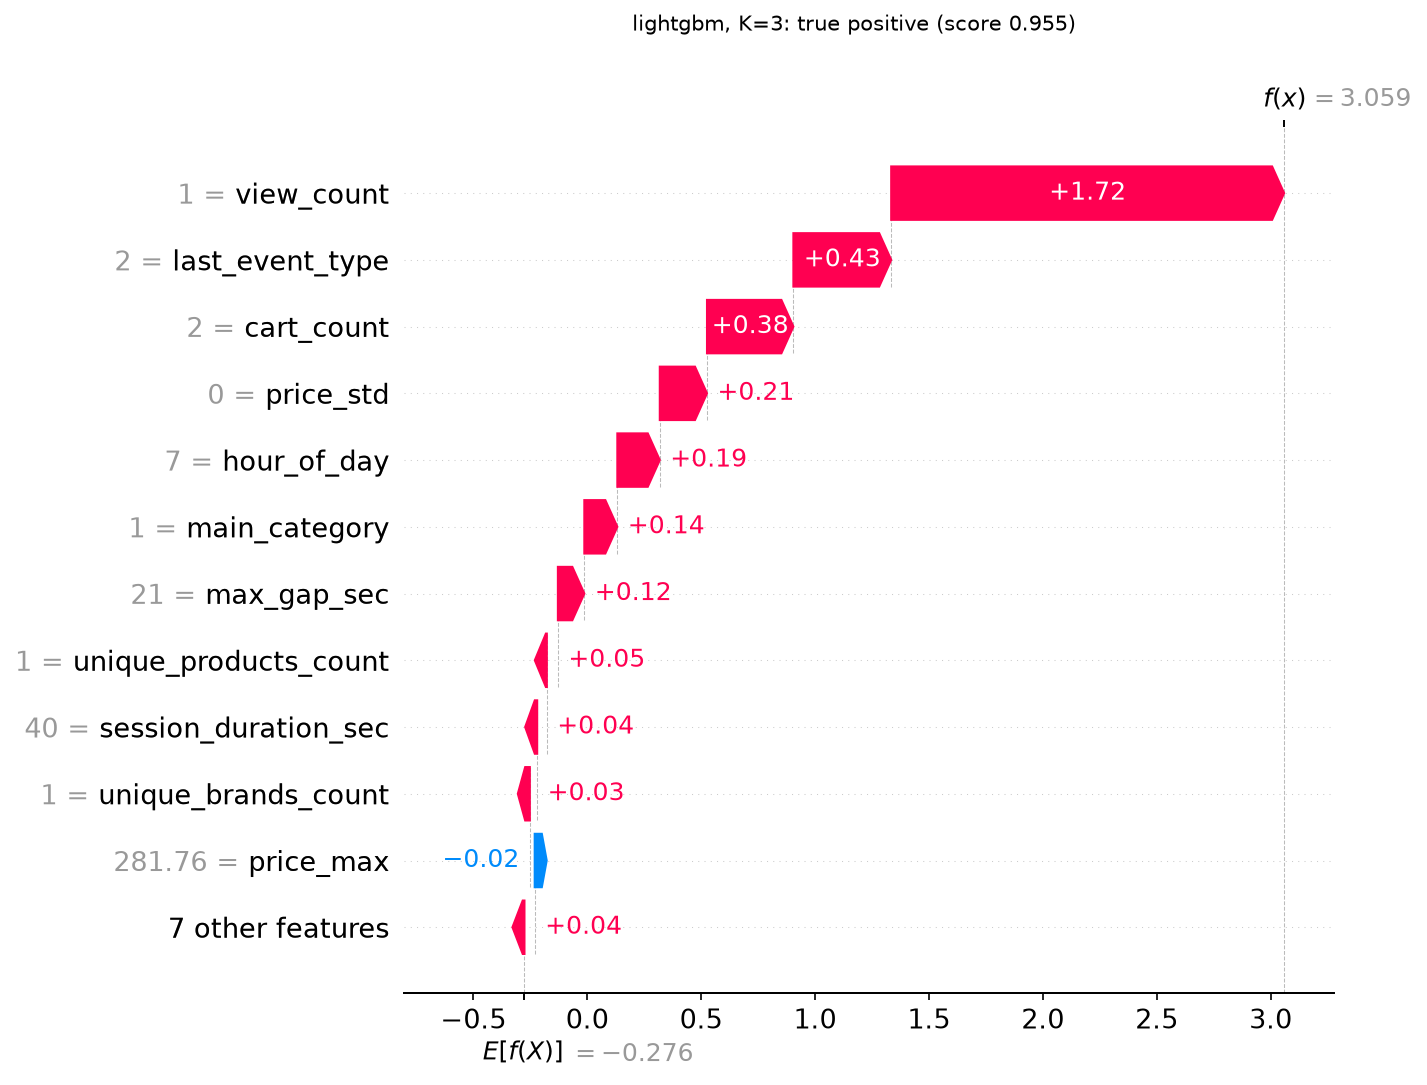 lightgbm, K=3: true positive (score 0.955)
f(x) = 3.059
1 = view_count +1.72
2 = last_event_type +0.43
2 = cart_count +0.38
0 = price_std +0.21
7 = hour_of_day +0.19
1 = main_category +0.14
21 = max_gap_sec +0.12
1 = unique_products_count +0.05
40 = session_duration_sec +0.04
1 = unique_brands_count +0.03
281.76 = price_max −0.02
7 other features +0.04
−0.5 0.0 0.5 1.0 1.5 2.0 2.5 3.0
E[f(X)] = −0.276